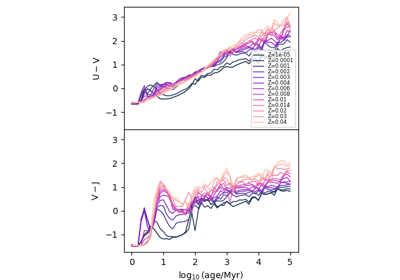 3
2
1
0
−1
U − V
Z=1e-05
Z=0.0001
Z=0.001
Z=0.002
Z=0.003
Z=0.004
Z=0.006
Z=0.008
Z=0.01
Z=0.014
Z=0.02
Z=0.03
Z=0.04
3
2
1
0
−1
V − J
0 1 2 3 4 5
log₁₀(age/Myr)